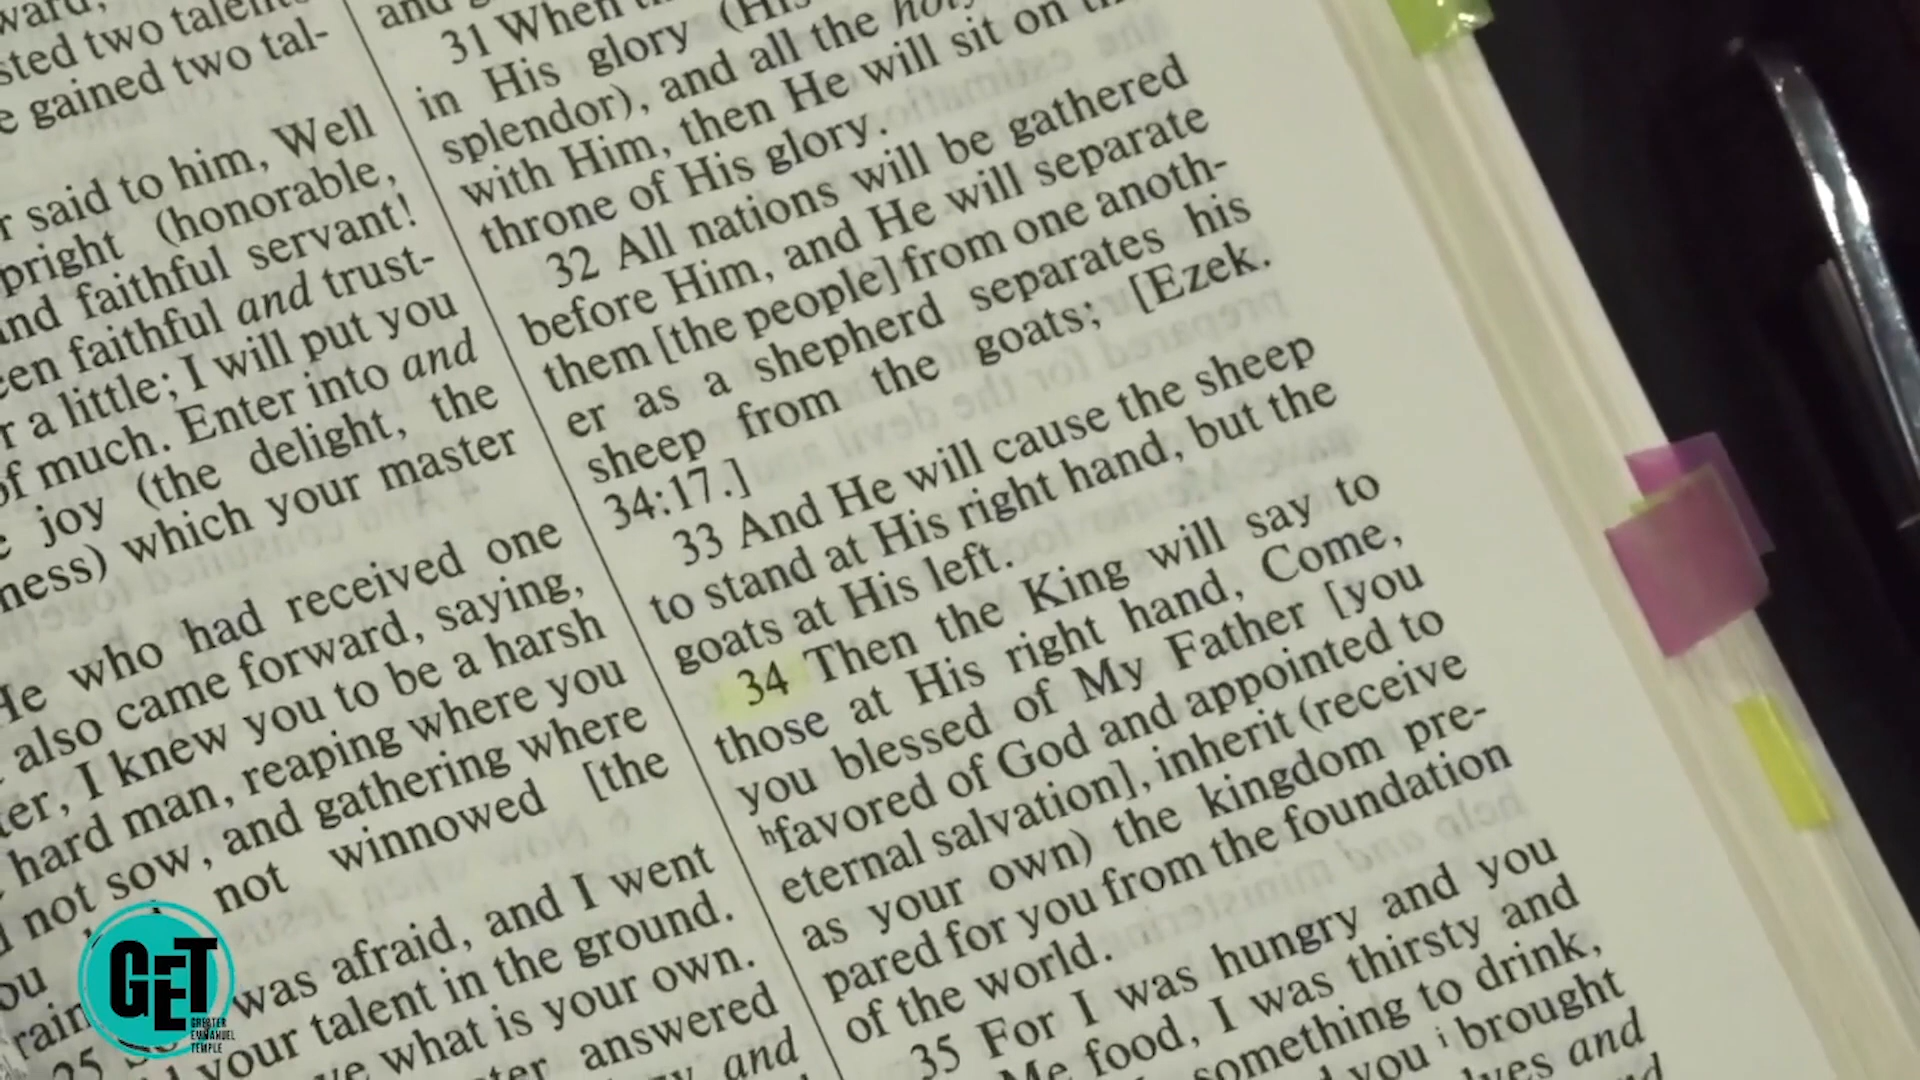 sted two talents
e gained two tal-
r said to him, Well
pright (honorable,
and faithful servant!
een faithful and trust-
r a little; I will put you
of much. Enter into and
e joy (the delight, the
ness) which your master
He who had received one
also came forward, saying,
ter, I knew you to be a harsh
hard man, reaping where you
not sow, and gathering where
not winnowed [the
was afraid, and I went
your talent in the ground.
what is your own.
answered
and
31 When
in His glory (His
splendor), and all the holy
with Him, then He will sit on the
throne of His glory.
32 All nations will be gathered
before Him, and He will separate
them [the people] from one anoth-
er as a shepherd separates his
sheep from the goats; [Ezek.
34:17.]
33 And He will cause the sheep
to stand at His right hand, but the
goats at His left.
34 Then the King will say to
those at His right hand, Come,
you blessed of My Father [you
hfavored of God and appointed to
eternal salvation], inherit (receive
as your own) the kingdom pre-
pared for you from the foundation
of the world.
35 For I was hungry and you
Me food, I was thirsty and
something to drink,
you i brought
and
GET
GREATER
EMMANUEL
TEMPLE